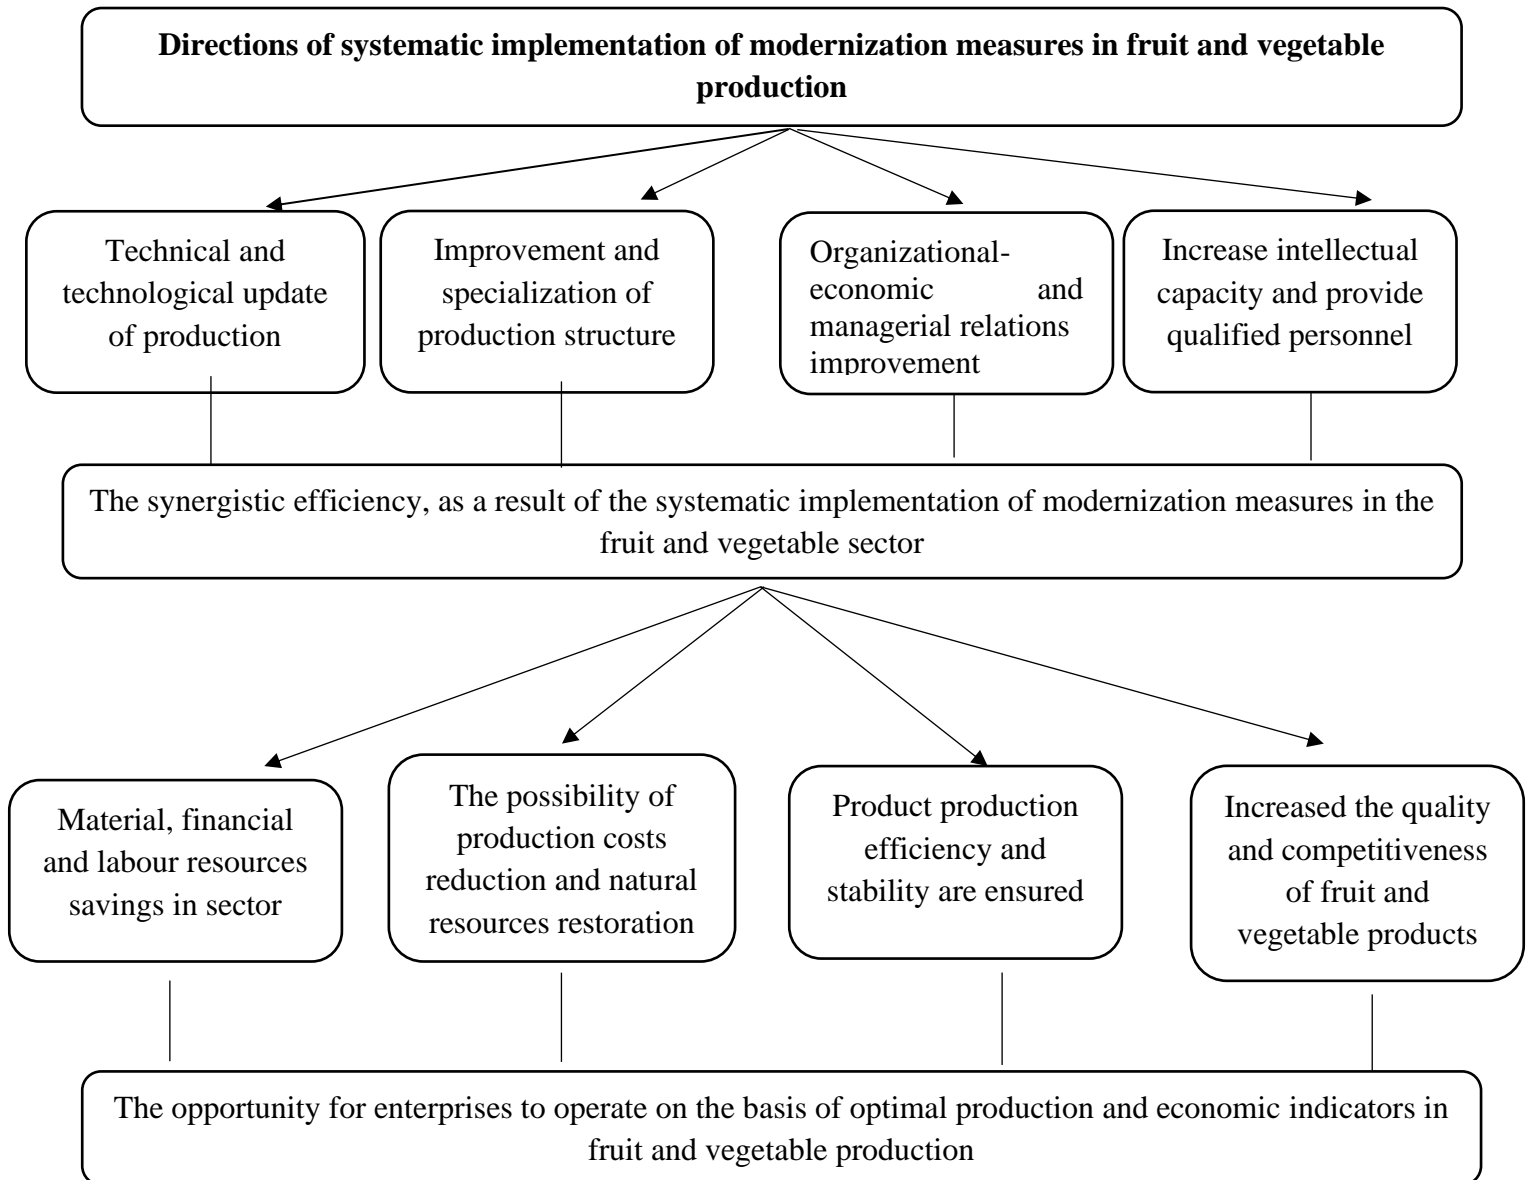 Directions of systematic implementation of modernization measures in fruit and vegetable
production
Technical and
technological update
of production
Improvement and
specialization of
production structure
Organizational-
economic and
managerial relations
improvement
Increase intellectual
capacity and provide
qualified personnel
The synergistic efficiency, as a result of the systematic implementation of modernization measures in the
fruit and vegetable sector
Material, financial
and labour resources
savings in sector
The possibility of
production costs
reduction and natural
resources restoration
Product production
efficiency and
stability are ensured
Increased the quality
and competitiveness
of fruit and
vegetable products
The opportunity for enterprises to operate on the basis of optimal production and economic indicators in
fruit and vegetable production